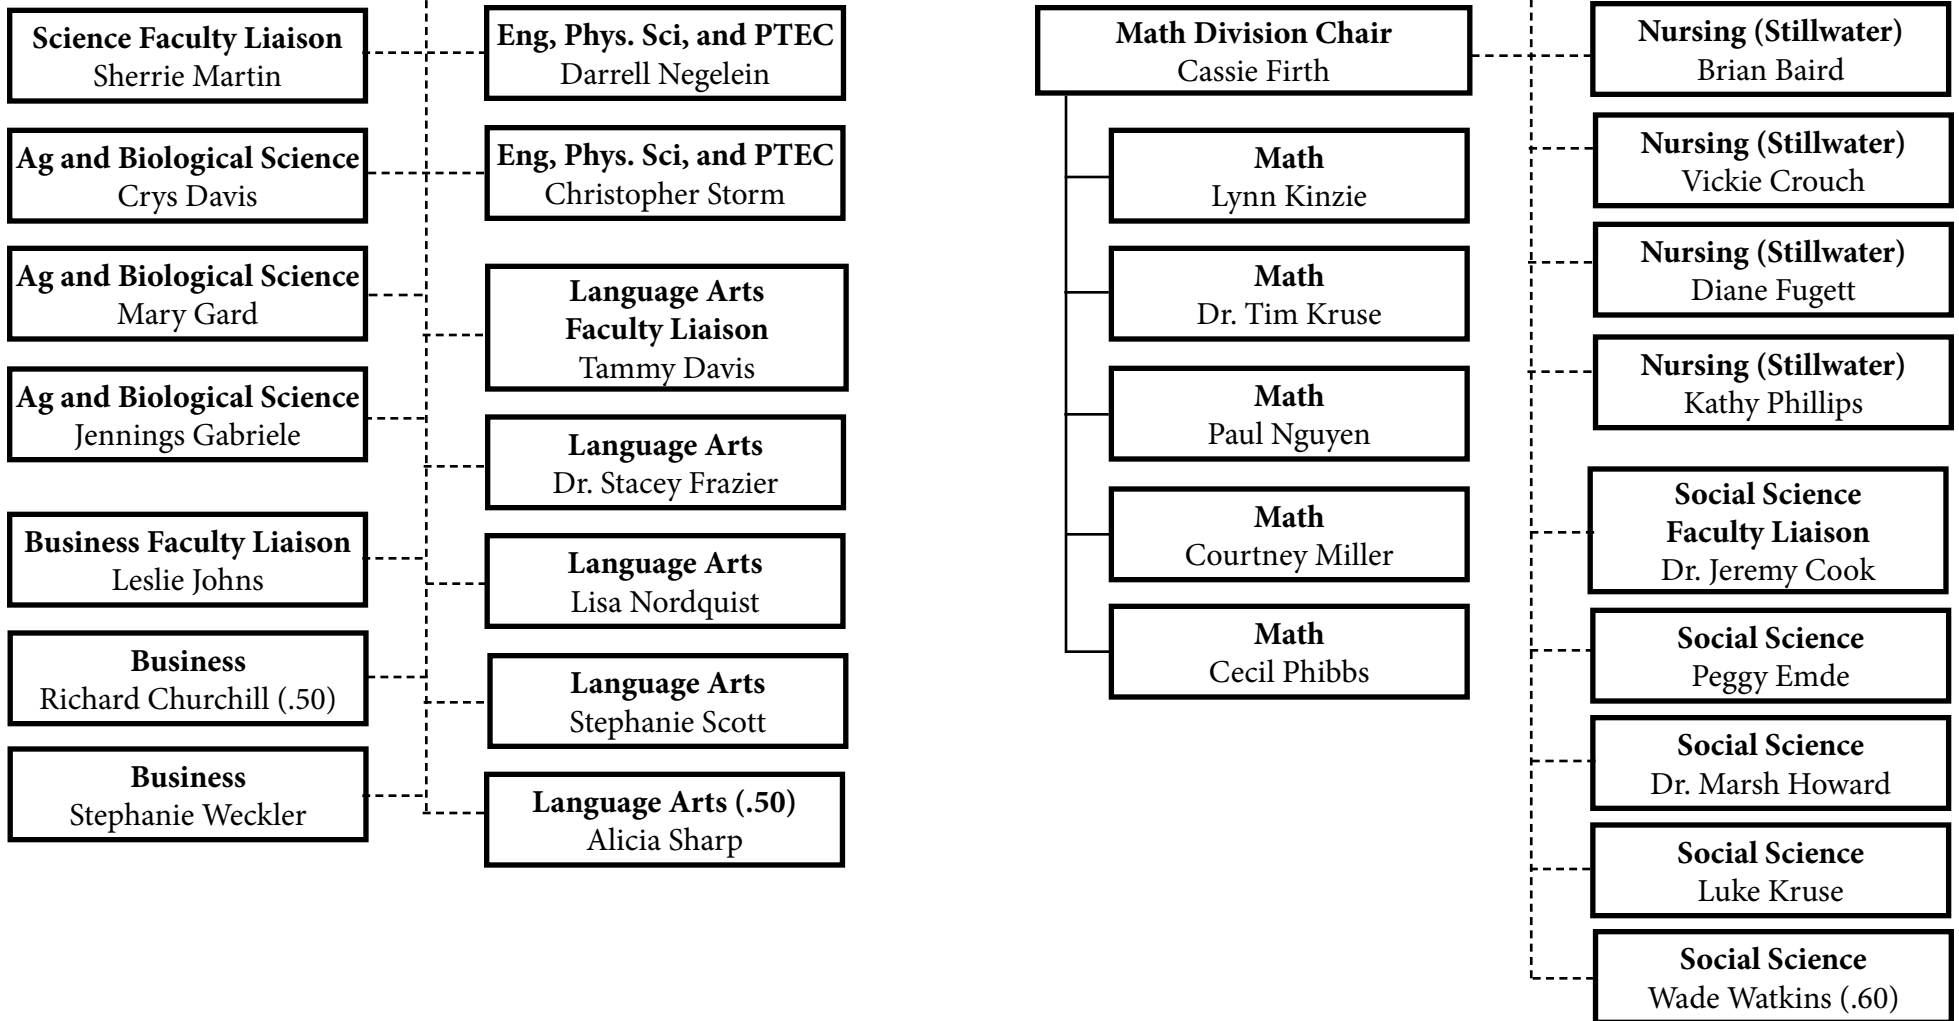 Science Faculty Liaison
Sherrie Martin
Ag and Biological Science
Crys Davis
Ag and Biological Science
Mary Gard
Ag and Biological Science
Jennings Gabriele
Business Faculty Liaison
Leslie Johns
Business
Richard Churchill (.50)
Business
Stephanie Weckler
Eng, Phys. Sci, and PTEC
Darrell Negelein
Eng, Phys. Sci, and PTEC
Christopher Storm
Language Arts
Faculty Liaison
Tammy Davis
Language Arts
Dr. Stacey Frazier
Language Arts
Lisa Nordquist
Language Arts
Stephanie Scott
Language Arts (.50)
Alicia Sharp
Math Division Chair
Cassie Firth
Math
Lynn Kinzie
Math
Dr. Tim Kruse
Math
Paul Nguyen
Math
Courtney Miller
Math
Cecil Phibbs
Nursing (Stillwater)
Brian Baird
Nursing (Stillwater)
Vickie Crouch
Nursing (Stillwater)
Diane Fugett
Nursing (Stillwater)
Kathy Phillips
Social Science
Faculty Liaison
Dr. Jeremy Cook
Social Science
Peggy Emde
Social Science
Dr. Marsh Howard
Social Science
Luke Kruse
Social Science
Wade Watkins (.60)